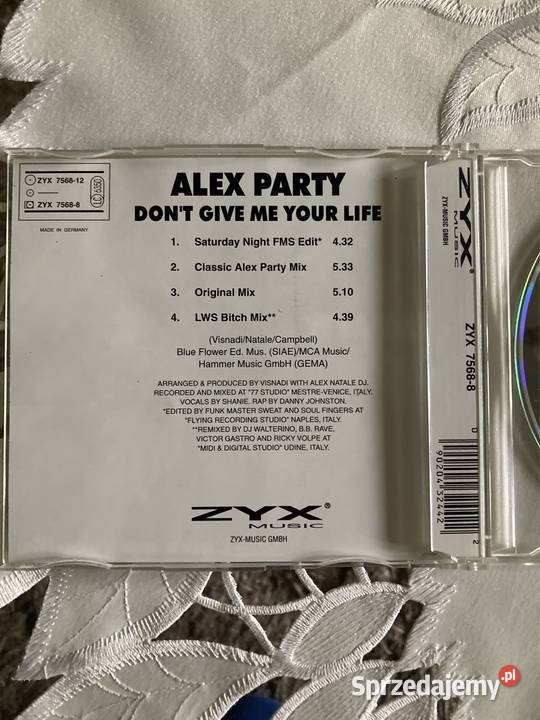 ZYX 7568-12
ZYX 7568-8
LC 6350
MADE IN GERMANY
ALEX PARTY
DON'T GIVE ME YOUR LIFE
1. Saturday Night FMS Edit* 4.32
2. Classic Alex Party Mix 5.33
3. Original Mix 5.10
4. LWS Bitch Mix** 4.39
(Visnadi/Natale/Campbell)
Blue Flower Ed. Mus. (SIAE)/MCA Music/
Hammer Music GmbH (GEMA)
ARRANGED & PRODUCED BY VISNADI WITH ALEX NATALE DJ.
RECORDED AND MIXED AT "77 STUDIO" MESTRE-VENICE, ITALY.
VOCALS BY SHANIE. RAP BY DANNY JOHNSTON.
*EDITED BY FUNK MASTER SWEAT AND SOUL FINGERS AT
"FLYING RECORDING STUDIO" NAPLES, ITALY.
**REMIXED BY DJ WALTERINO, B.B. RAVE,
VICTOR GASTRO AND RICKY VOLPE AT
"MIDI & DIGITAL STUDIO" UDINE, ITALY.
ZYX®
MUSIC
ZYX-MUSIC GMBH
ZYX®
MUSIC
ZYX-MUSIC GMBH
ZYX 7568-8
0 90204 32442 2
Sprzedajemy.pl